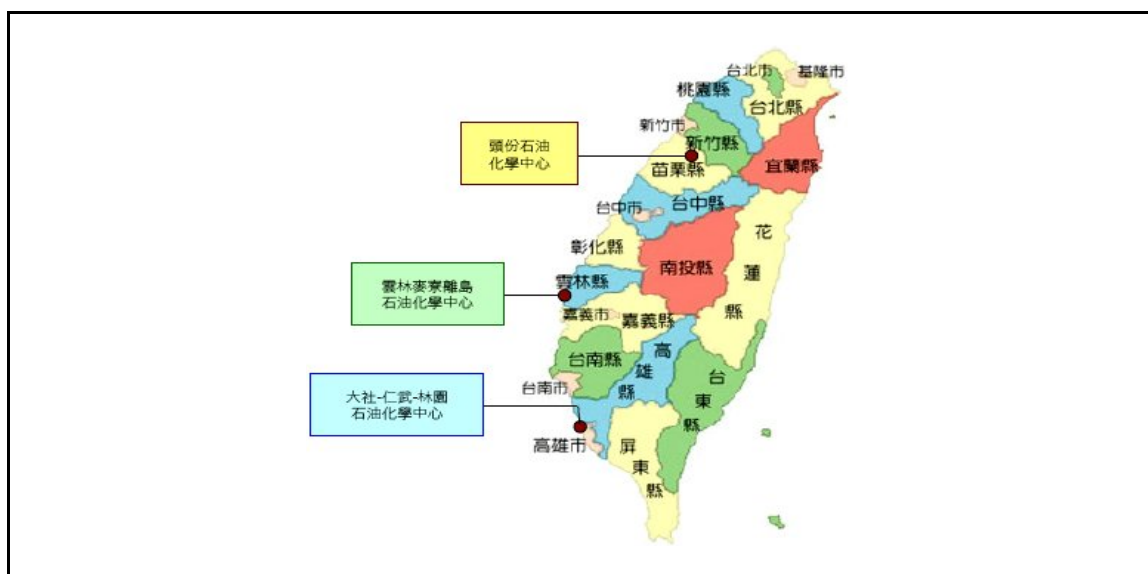 台北市
基隆市
桃園縣
台北縣
新竹市
新竹縣
頭份石油
化學中心
苗栗縣
宜蘭縣
台中市
台中縣
花蓮縣
彰化縣
南投縣
雲林縣
雲林麥寮離島
石油化學中心
嘉義市
嘉義縣
高雄縣
台南縣
台東縣
台南市
大社-仁武-林園
石油化學中心
高雄市
屏東縣